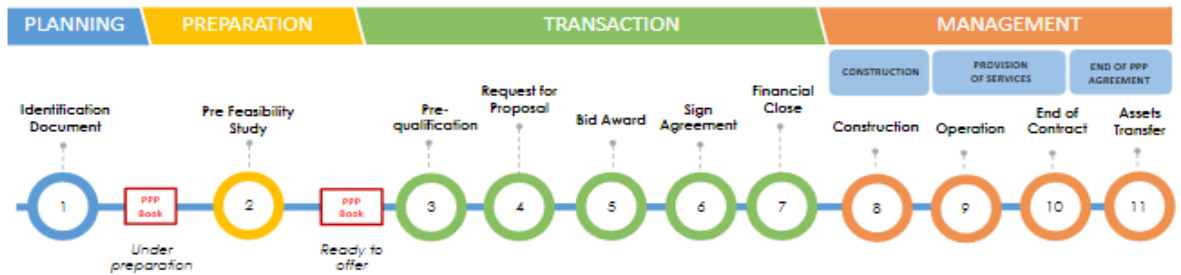 PLANNING
PREPARATION
TRANSACTION
MANAGEMENT
CONSTRUCTION
PROVISION
OF SERVICES
END OF PPP
AGREEMENT
Identification
Document
Pre Feasibility
Study
Pre-
qualification
Request for
Proposal
Bid Award
Sign
Agreement
Financial
Close
Construction
Operation
End of
Contract
Assets
Transfer
1
PPP
Book
2
PPP
Book
3
4
5
6
7
8
9
10
11
Under
preparation
Ready to
offer